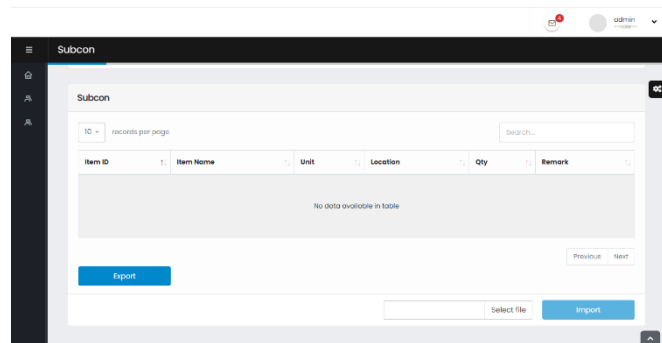 4
admin
Subcon
Subcon
10 records per page
Search...
Item ID Item Name Unit Location Qty Remark
No data available in table
Previous Next
Export
Select file Import